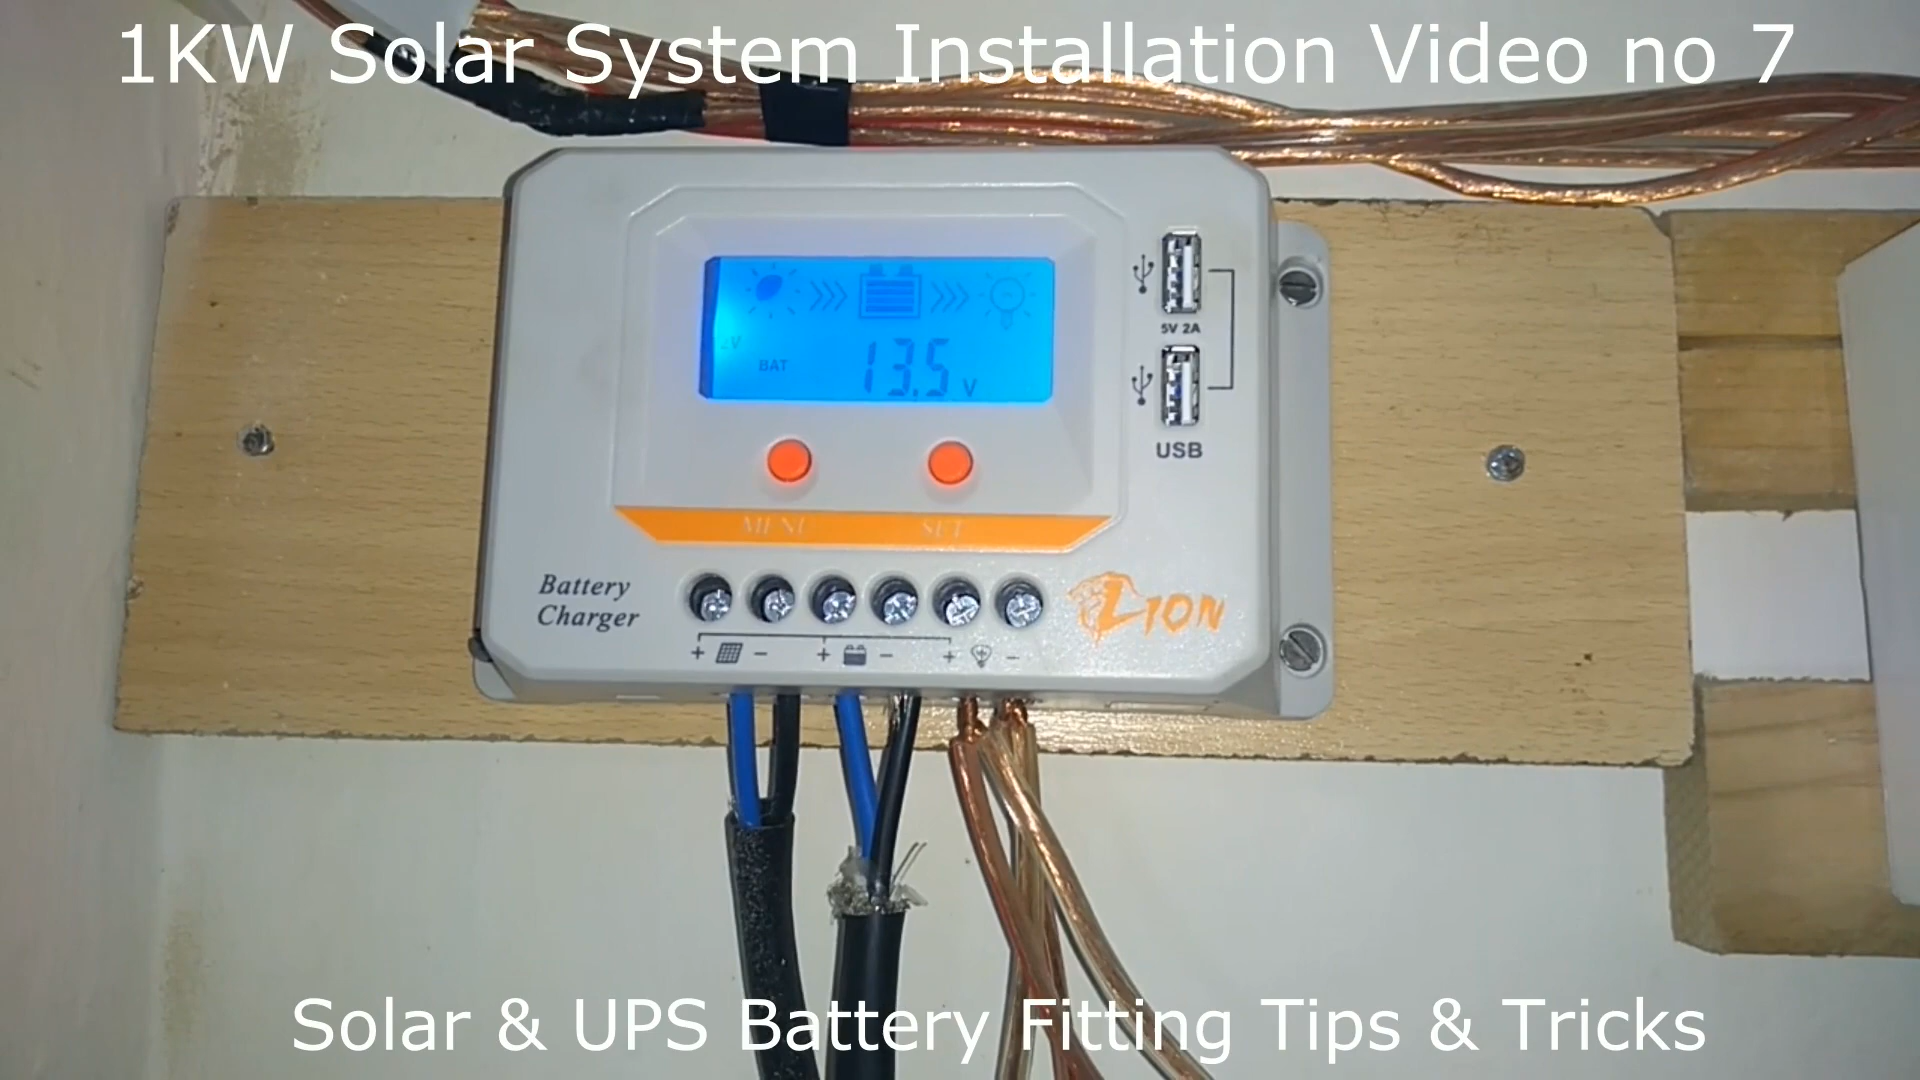 1KW Solar System Installation Video no 7
BAT
13.5 V
5V 2A
USB
MENU
SET
Battery
Charger
LION
+ - + - + -
Solar & UPS Battery Fitting Tips & Tricks